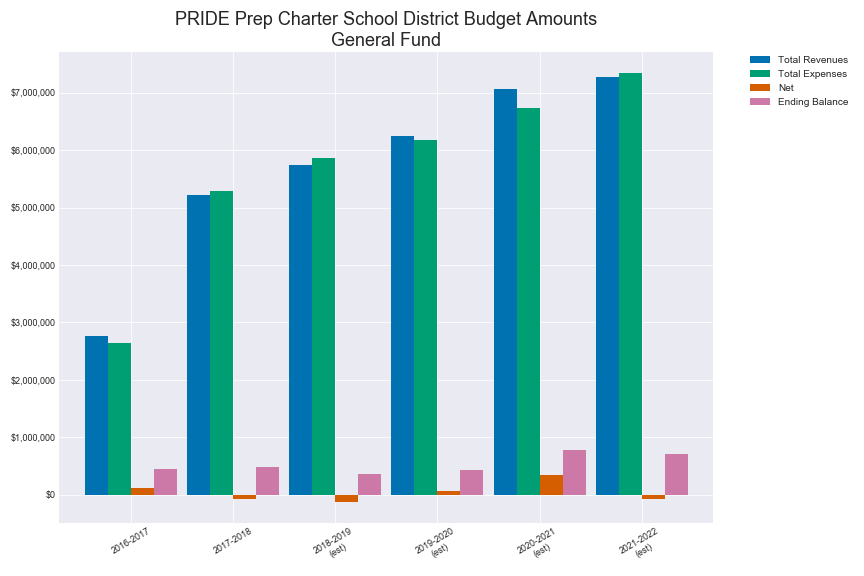 PRIDE Prep Charter School District Budget Amounts
General Fund
Total Revenues
Total Expenses
Net
Ending Balance
$7,000,000
$6,000,000
$5,000,000
$4,000,000
$3,000,000
$2,000,000
$1,000,000
$0
2016-2017
2017-2018
2018-2019
(est)
2019-2020
(est)
2020-2021
(est)
2021-2022
(est)